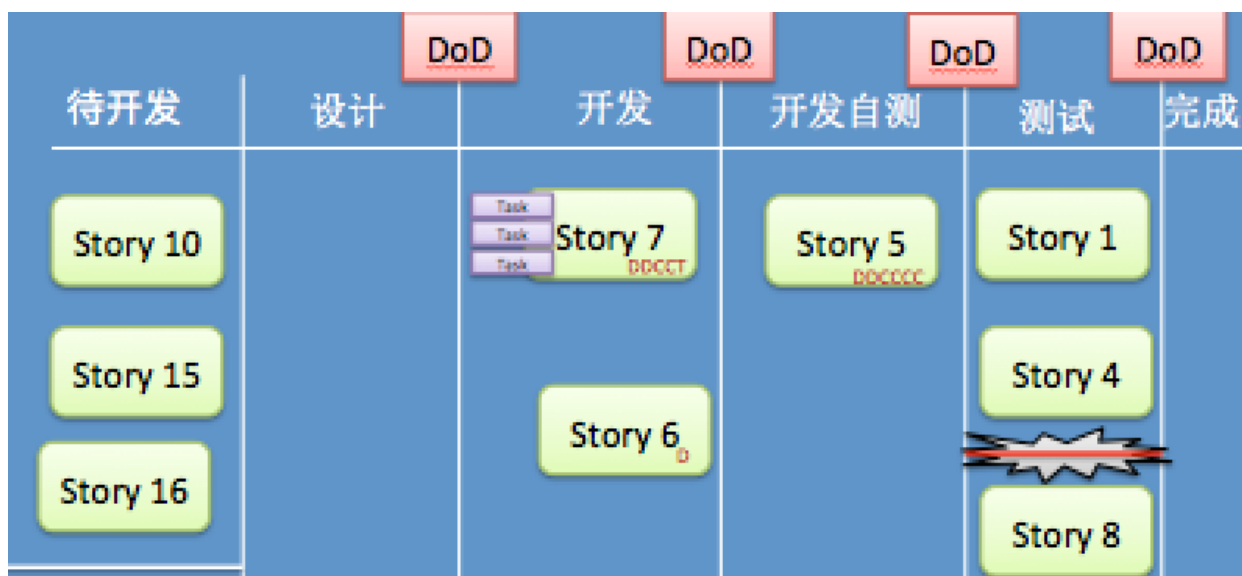 DoD
DoD
DoD
DoD
待开发
设计
开发
开发自测
测试
完成
Story 10
Task
Task
Task
Story 7
DDCCT
Story 5
DDCCCC
Story 1
Story 15
Story 4
Story 6
D
Story 16
Story 8